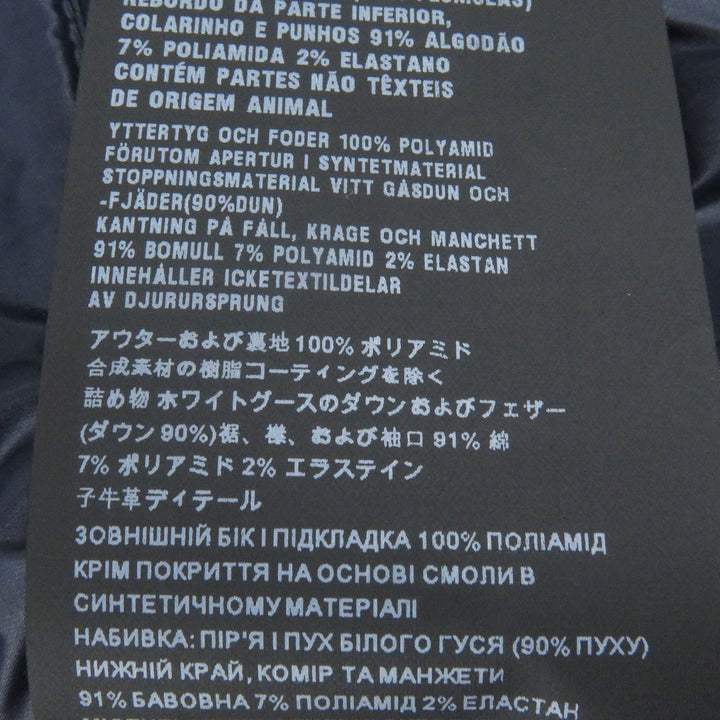 REBORDO DA PARTE INFERIOR,
COLARINHO E PUNHOS 91% ALGODÃO
7% POLIAMIDA 2% ELASTANO
CONTÉM PARTES NÃO TÊXTEIS
DE ORIGEM ANIMAL
YTTERTYG OCH FODER 100% POLYAMID
FÖRUTOM APERTUR I SYNTETMATERIAL
STOPPNINGSMATERIAL VITT GÅSDUN OCH
-FJÄDER(90%DUN)
KANTNING PÅ FÅLL, KRAGE OCH MANCHETT
91% BOMULL 7% POLYAMID 2% ELASTAN
INNEHÅLLER ICKETEXTILDELAR
AV DJURURSPRUNG
アウターおよび裏地100% ポリアミド
合成素材の樹脂コーティングを除く
詰め物 ホワイトグースのダウンおよびフェザー
(ダウン 90%)裾、襟、および袖口 91% 綿
7% ポリアミド 2% エラステイン
子牛革ディテール
ЗОВНІШНІЙ БІК І ПІДКЛАДКА 100% ПОЛІАМІД
КРІМ ПОКРИТТЯ НА ОСНОВІ СМОЛИ В
СИНТЕТИЧНОМУ МАТЕРІАЛІ
НАБИВКА: ПІР'Я І ПУХ БІЛОГО ГУСЯ (90% ПУХУ)
НИЖНІЙ КРАЙ, КОМІР ТА МАНЖЕТИ
91% БАВОВНА 7% ПОЛІАМІД 2% ЕЛАСТАН